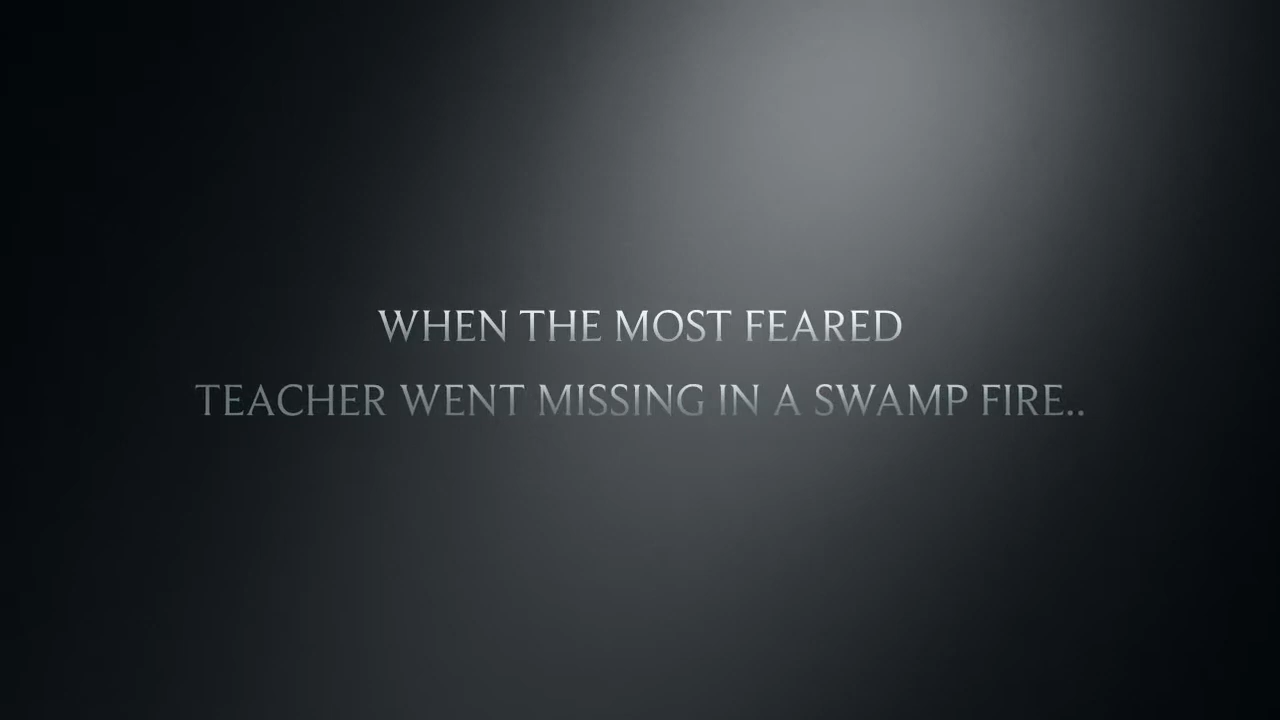 WHEN THE MOST FEARED
TEACHER WENT MISSING IN A SWAMP FIRE..